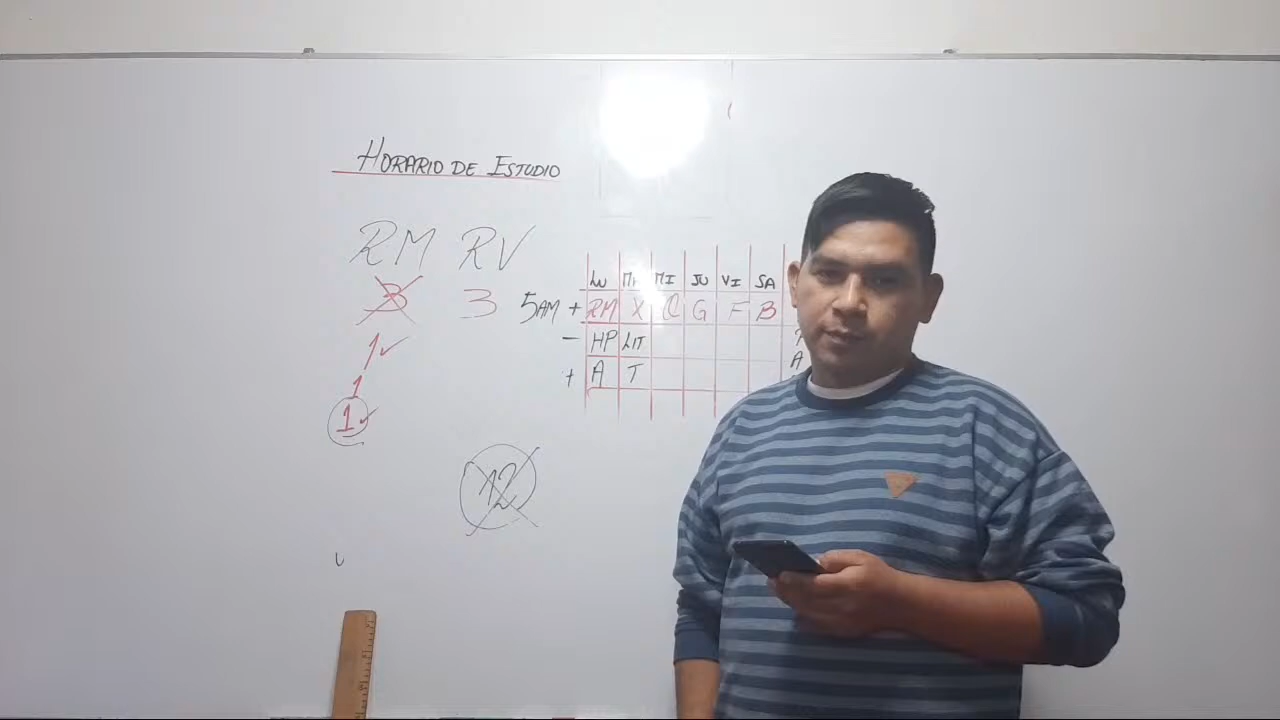 HORARIO DE ESTUDIO
RM RV
3 3
1
1
1
12
LU MA MI JU VI SA
5AM + RM X Q G F B
- HP LIT
+ A T
A